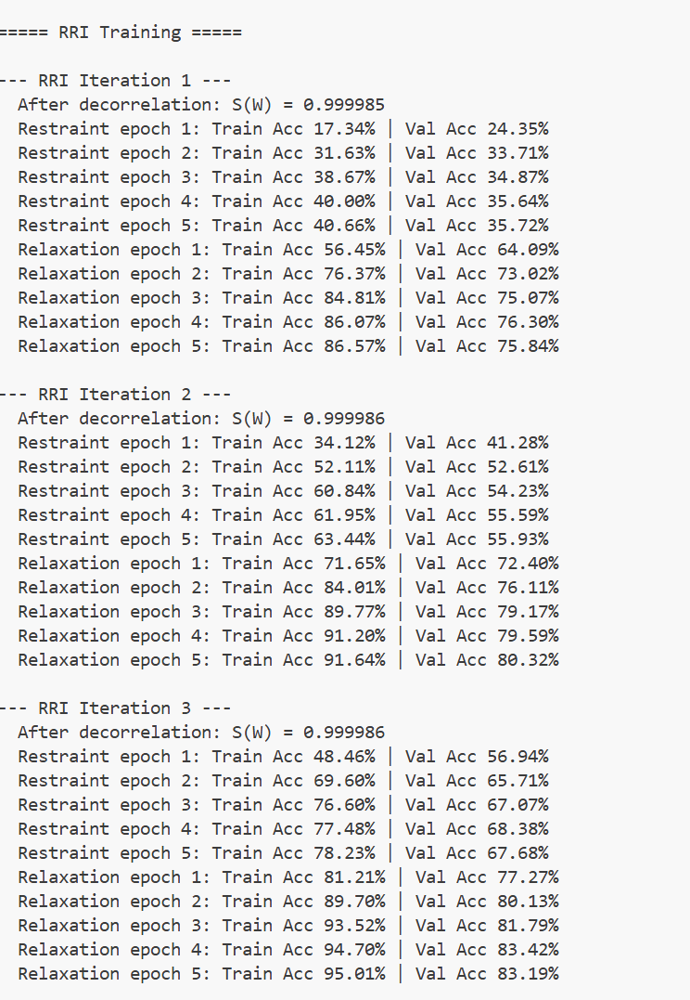 ===== RRI Training =====
--- RRI Iteration 1 ---
After decorrelation: S(W) = 0.999985
Restraint epoch 1: Train Acc 17.34% | Val Acc 24.35%
Restraint epoch 2: Train Acc 31.63% | Val Acc 33.71%
Restraint epoch 3: Train Acc 38.67% | Val Acc 34.87%
Restraint epoch 4: Train Acc 40.00% | Val Acc 35.64%
Restraint epoch 5: Train Acc 40.66% | Val Acc 35.72%
Relaxation epoch 1: Train Acc 56.45% | Val Acc 64.09%
Relaxation epoch 2: Train Acc 76.37% | Val Acc 73.02%
Relaxation epoch 3: Train Acc 84.81% | Val Acc 75.07%
Relaxation epoch 4: Train Acc 86.07% | Val Acc 76.30%
Relaxation epoch 5: Train Acc 86.57% | Val Acc 75.84%
--- RRI Iteration 2 ---
After decorrelation: S(W) = 0.999986
Restraint epoch 1: Train Acc 34.12% | Val Acc 41.28%
Restraint epoch 2: Train Acc 52.11% | Val Acc 52.61%
Restraint epoch 3: Train Acc 60.84% | Val Acc 54.23%
Restraint epoch 4: Train Acc 61.95% | Val Acc 55.59%
Restraint epoch 5: Train Acc 63.44% | Val Acc 55.93%
Relaxation epoch 1: Train Acc 71.65% | Val Acc 72.40%
Relaxation epoch 2: Train Acc 84.01% | Val Acc 76.11%
Relaxation epoch 3: Train Acc 89.77% | Val Acc 79.17%
Relaxation epoch 4: Train Acc 91.20% | Val Acc 79.59%
Relaxation epoch 5: Train Acc 91.64% | Val Acc 80.32%
--- RRI Iteration 3 ---
After decorrelation: S(W) = 0.999986
Restraint epoch 1: Train Acc 48.46% | Val Acc 56.94%
Restraint epoch 2: Train Acc 69.60% | Val Acc 65.71%
Restraint epoch 3: Train Acc 76.60% | Val Acc 67.07%
Restraint epoch 4: Train Acc 77.48% | Val Acc 68.38%
Restraint epoch 5: Train Acc 78.23% | Val Acc 67.68%
Relaxation epoch 1: Train Acc 81.21% | Val Acc 77.27%
Relaxation epoch 2: Train Acc 89.70% | Val Acc 80.13%
Relaxation epoch 3: Train Acc 93.52% | Val Acc 81.79%
Relaxation epoch 4: Train Acc 94.70% | Val Acc 83.42%
Relaxation epoch 5: Train Acc 95.01% | Val Acc 83.19%